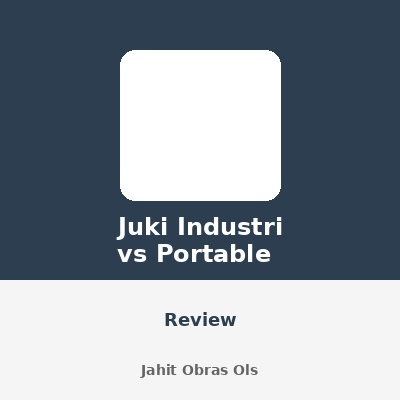 Juki Industri
vs Portable
Review
Jahit Obras Ols